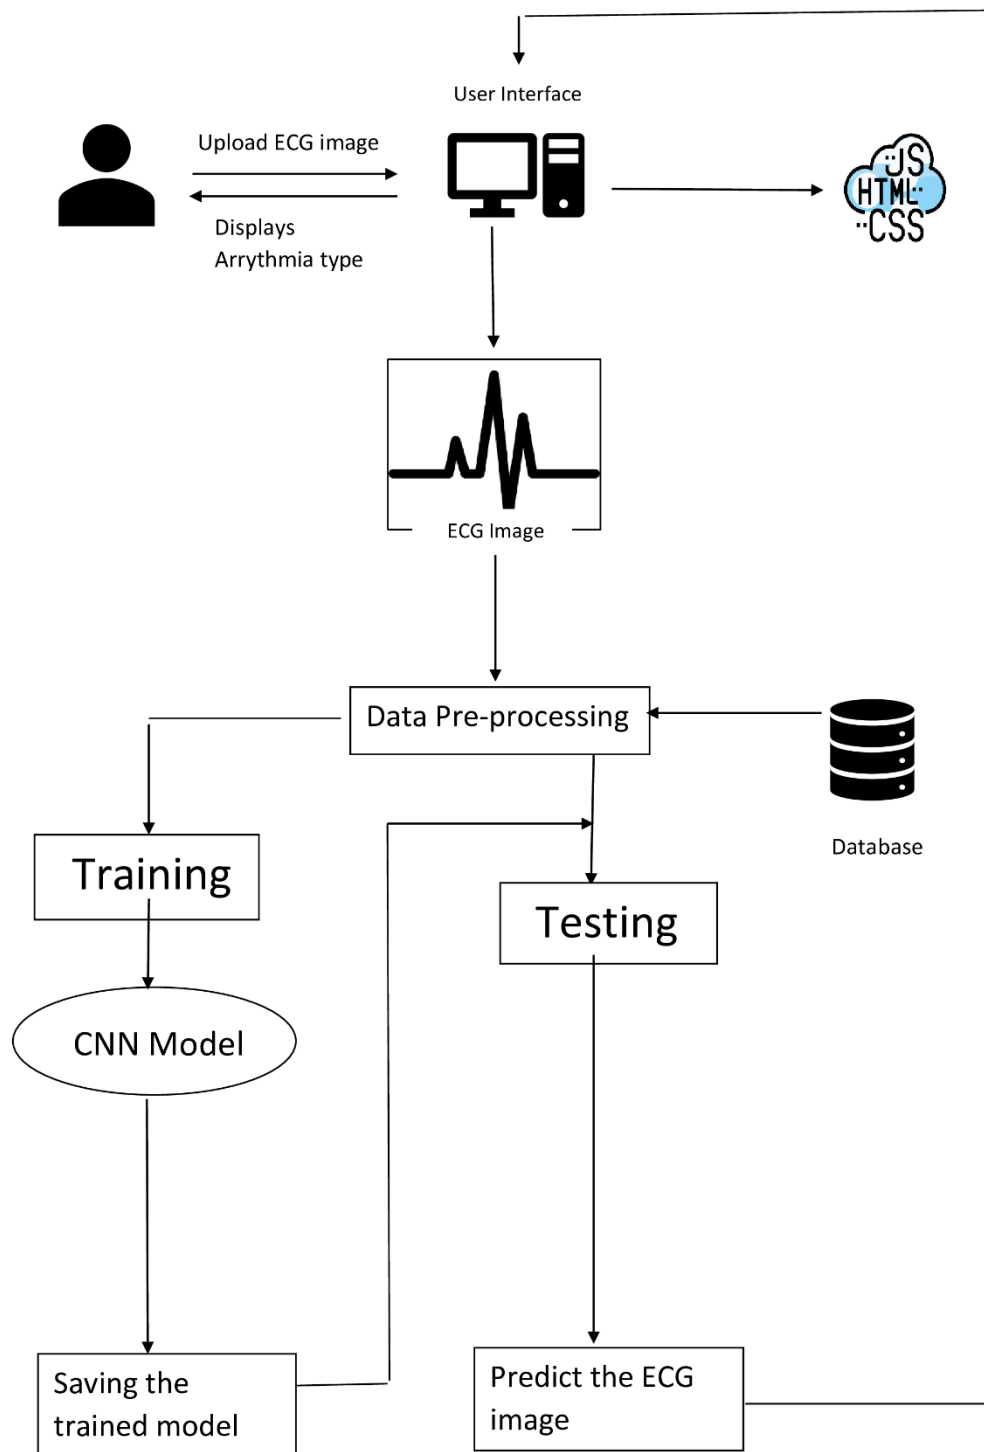 User Interface
Upload ECG image
Displays
Arrythmia type
JS
HTML
CSS
ECG Image
Data Pre-processing
Database
Training
Testing
CNN Model
Saving the
trained model
Predict the ECG
image